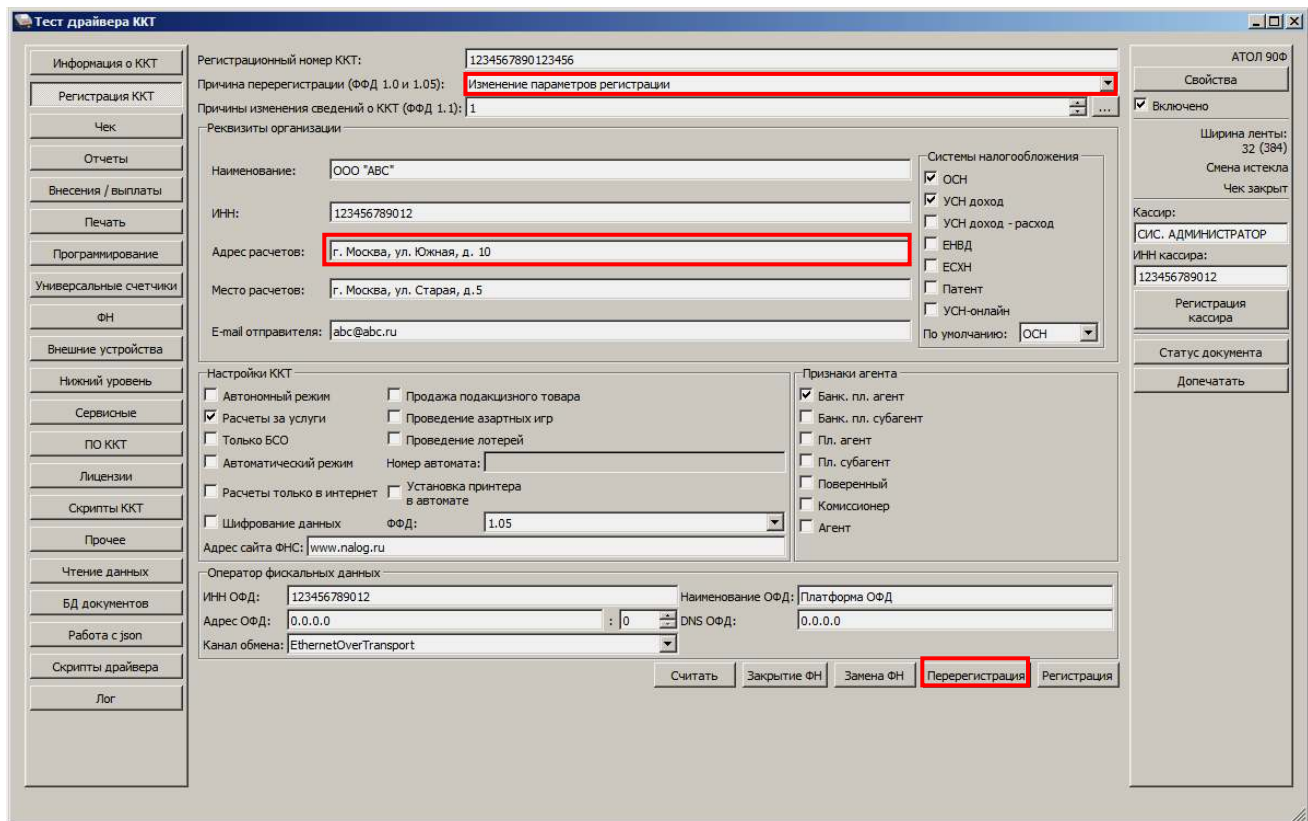 Тест драйвера ККТ
Информация о ККТ
Регистрация ККТ
Чек
Отчеты
Внесения / выплаты
Печать
Программирование
Универсальные счетчики
ФН
Внешние устройства
Нижний уровень
Сервисные
ПО ККТ
Лицензии
Скрипты ККТ
Прочее
Чтение данных
БД документов
Работа с json
Скрипты драйвера
Лог
Регистрационный номер ККТ: 1234567890123456
Причина перерегистрации (ФФД 1.0 и 1.05): Изменение параметров регистрации
Причины изменения сведений о ККТ (ФФД 1.1): 1 ...
Реквизиты организации
Наименование: ООО "АВС"
ИНН: 123456789012
Адрес расчетов: г. Москва, ул. Южная, д. 10
Место расчетов: г. Москва, ул. Старая, д.5
E-mail отправителя: abc@abc.ru
Системы налогообложения
ОСН
УСН доход
УСН доход - расход
ЕНВД
ЕСХН
Патент
УСН-онлайн
По умолчанию: ОСН
Настройки ККТ
Автономный режим Продажа подакцизного товара
Расчеты за услуги Проведение азартных игр
Только БСО Проведение лотерей
Автоматический режим Номер автомата:
Расчеты только в интернет Установка принтера
в автомате
Шифрование данных ФФД: 1.05
Адрес сайта ФНС: www.nalog.ru
Признаки агента
Банк. пл. агент
Банк. пл. субагент
Пл. агент
Пл. субагент
Поверенный
Комиссионер
Агент
Оператор фискальных данных
ИНН ОФД: 123456789012 Наименование ОФД: Платформа ОФД
Адрес ОФД: 0.0.0.0 : 0 DNS ОФД: 0.0.0.0
Канал обмена: EthernetOverTransport
Считать Закрытие ФН Замена ФН Перерегистрация Регистрация
АТОЛ 90Ф
Свойства
Включено
Ширина ленты:
32 (384)
Смена истекла
Чек закрыт
Кассир:
СИС. АДМИНИСТРАТОР
ИНН кассира:
123456789012
Регистрация
кассира
Статус документа
Допечатать